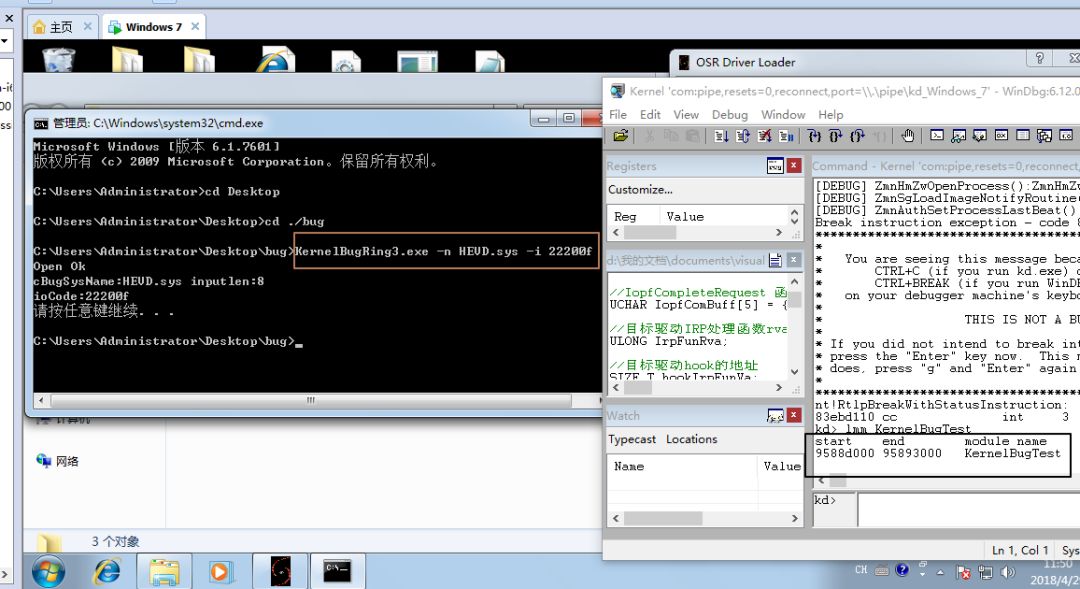 主页
Windows 7
OSR Driver Loader
Kernel 'com:pipe,resets=0,reconnect,port=\\.\pipe\kd_Windows_7' - WinDbg:6.12.0
File Edit View Debug Window Help
管理员: C:\Windows\system32\cmd.exe
Microsoft Windows [版本 6.1.7601]
版权所有 (c) 2009 Microsoft Corporation。保留所有权利。
C:\Users\Administrator>cd Desktop
C:\Users\Administrator\Desktop>cd ./bug
C:\Users\Administrator\Desktop\bug>KernelBugRing3.exe -n HEVD.sys -i 22200f
Open Ok
cBugSysName:HEVD.sys inputlen:8
ioCode:22200f
请按任意键继续. . .
C:\Users\Administrator\Desktop\bug>
Registers
Customize...
Reg Value
d:\我的文档\documents\visual
//IopfCompleteRequest 函
UCHAR IopfComBuff[5] = {
//目标驱动IRP处理函数rva
ULONG IrpFunRva;
//目标驱动hook的地址
SIZE_T hookIrpFunVa;
Watch
Typecast Locations
Name Value
Command - Kernel 'com:pipe,resets=0,reconnect,
[DEBUG] ZmnHmZwOpenProcess():ZmnHmZw
[DEBUG] ZmnSgLoadImageNotifyRoutine(
[DEBUG] ZmnAuthSetProcessLastBeat()
Break instruction exception - code 8
*
* You are seeing this message beca
* CTRL+C (if you run kd.exe) o
* CTRL+BREAK (if you run WinDB
* on your debugger machine's keybo
*
* THIS IS NOT A BU
*
* If you did not intend to break int
* press the "Enter" key now. This m
* does, press "g" and "Enter" again
*
nt!RtlpBreakWithStatusInstruction:
83ebd110 cc int 3
kd> lmm KernelBugTest
start end module name
9588d000 95893000 KernelBugTest
kd>
Ln 1, Col 1 Sys
计算机
网络
3 个对象
CH
11:50
2018/4/29